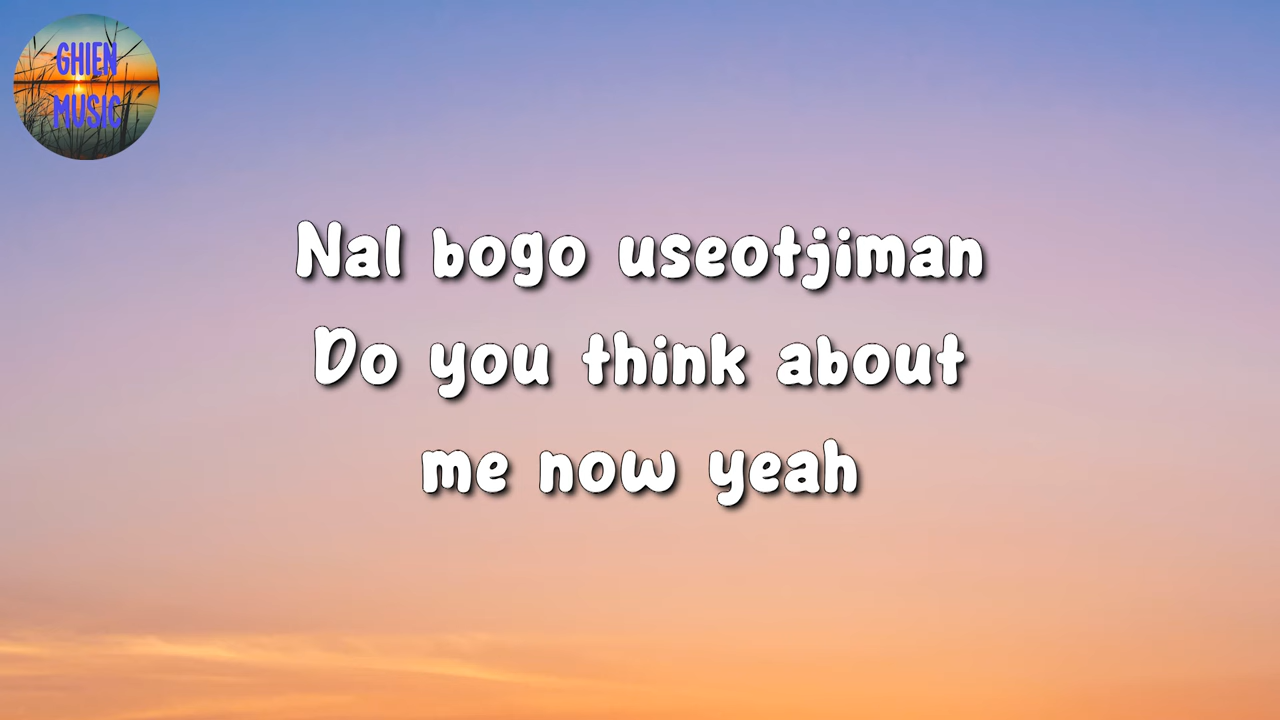 GHIEN
MUSIC
Nal bogo useotjiman
Do you think about
me now yeah